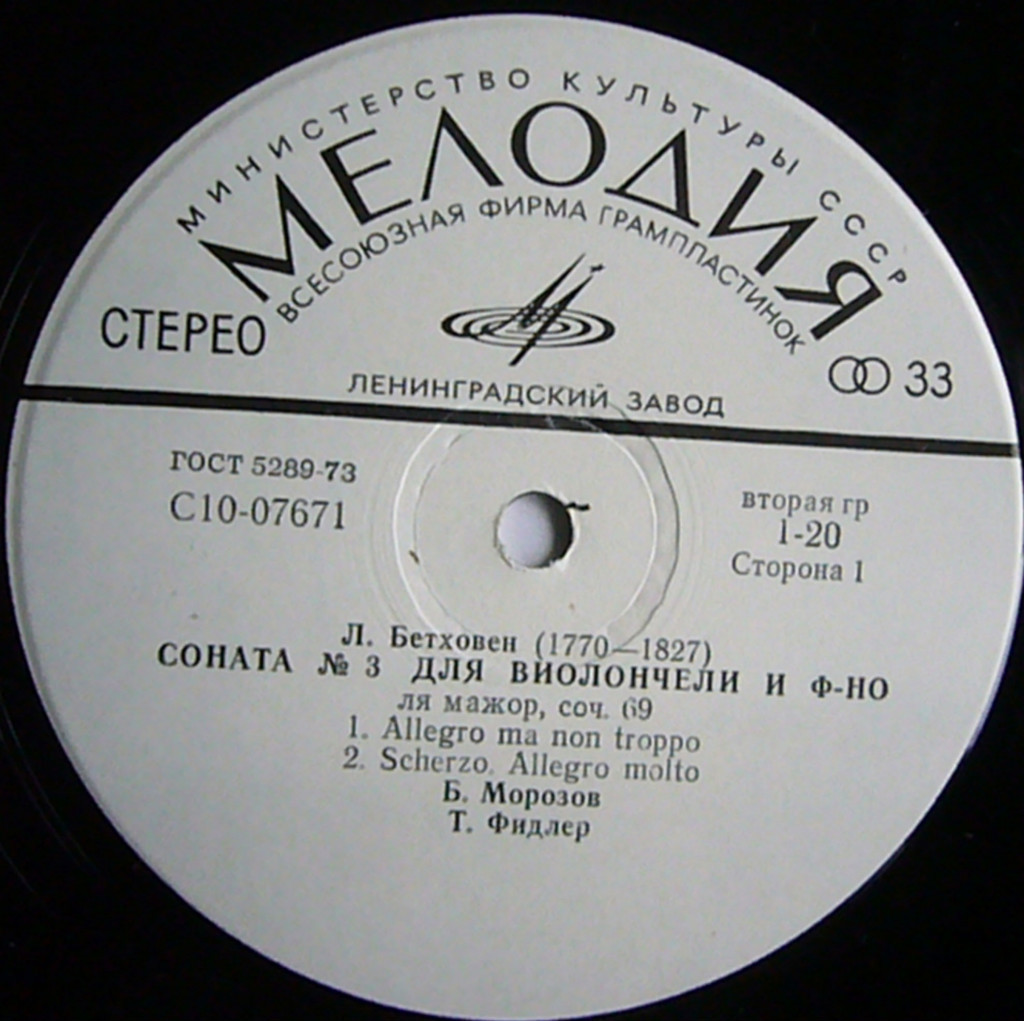 МИНИСТЕРСТВО КУЛЬТУРЫ СССР
МЕЛОДИЯ
ВСЕСОЮЗНАЯ ФИРМА ГРАМПЛАСТИНОК
СТЕРЕО
33
ЛЕНИНГРАДСКИЙ ЗАВОД
ГОСТ 5289-73
С10-07671
вторая гр
1-20
Сторона 1
Л. Бетховен (1770—1827)
СОНАТА № 3 ДЛЯ ВИОЛОНЧЕЛИ И Ф-НО
ля мажор, соч. 69
1. Allegro ma non troppo
2. Scherzo. Allegro molto
Б. Морозов
Т. Фидлер